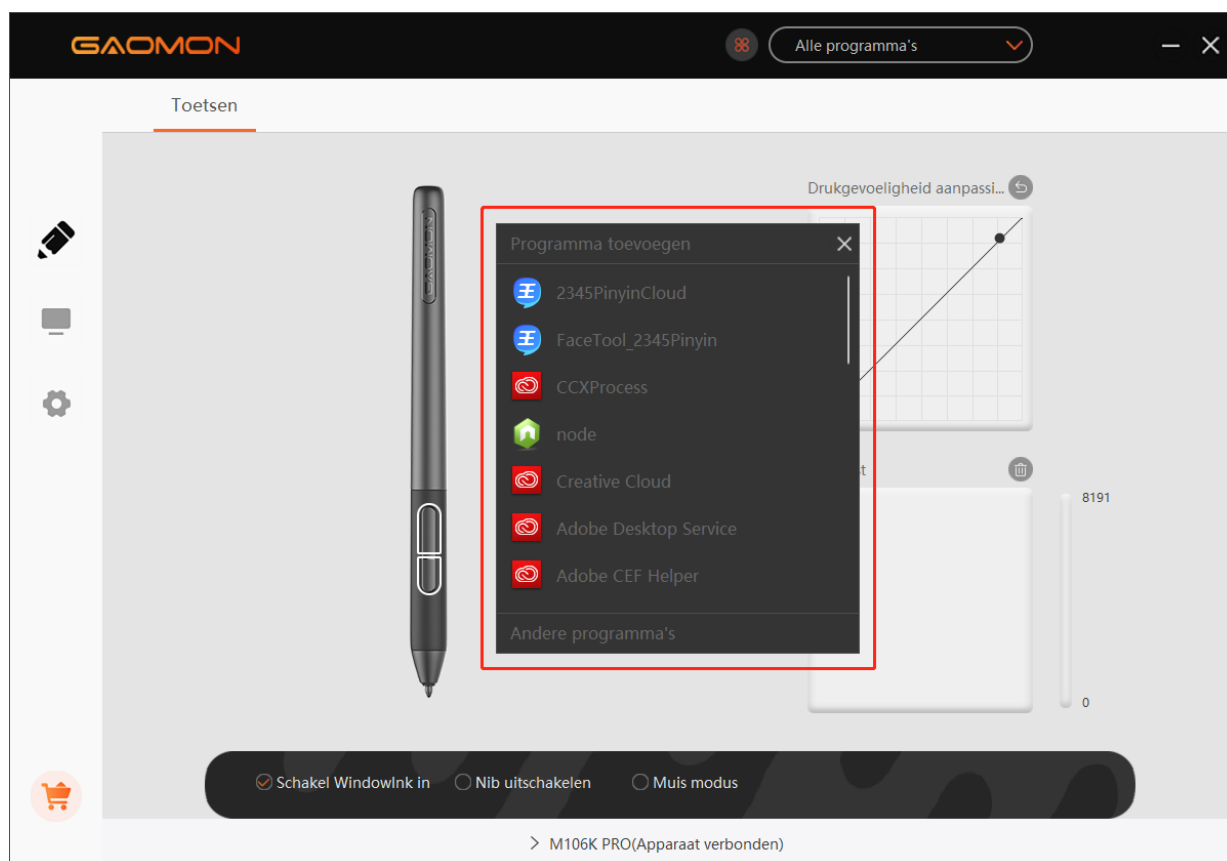 GAOMON
Alle programma's
Toetsen
GAOMON
Drukgevoeligheid aanpassi...
Programma toevoegen
2345PinyinCloud
FaceTool_2345Pinyin
CCXProcess
node
Creative Cloud
Adobe Desktop Service
Adobe CEF Helper
Andere programma's
t
8191
0
Schakel WindowInk in
Nib uitschakelen
Muis modus
M106K PRO(Apparaat verbonden)